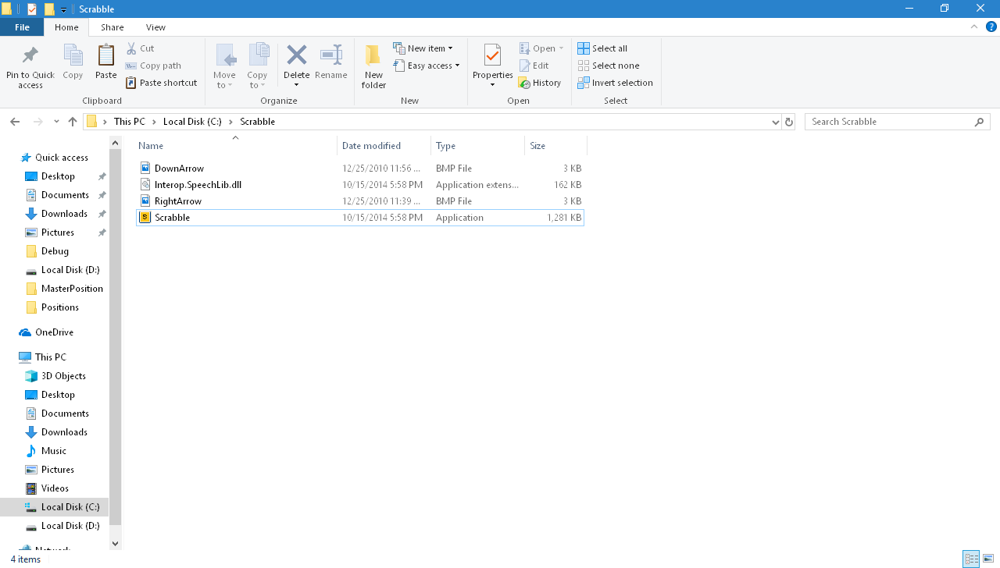 Scrabble
File Home Share View
Pin to Quick access
Copy
Paste
Cut
Copy path
Paste shortcut
Clipboard
Move to
Copy to
Delete
Rename
Organize
New folder
New item
Easy access
New
Properties
Open
Edit
History
Open
Select all
Select none
Invert selection
Select
This PC > Local Disk (C:) > Scrabble
Search Scrabble
Name Date modified Type Size
DownArrow 12/25/2010 11:56 ... BMP File 3 KB
Interop.SpeechLib.dll 10/15/2014 5:58 PM Application extens... 162 KB
RightArrow 12/25/2010 11:39 ... BMP File 3 KB
Scrabble 10/15/2014 5:58 PM Application 1,281 KB
Quick access
Desktop
Documents
Downloads
Pictures
Debug
Local Disk (D:)
MasterPosition
Positions
OneDrive
This PC
3D Objects
Desktop
Documents
Downloads
Music
Pictures
Videos
Local Disk (C:)
Local Disk (D:)
Network
4 items